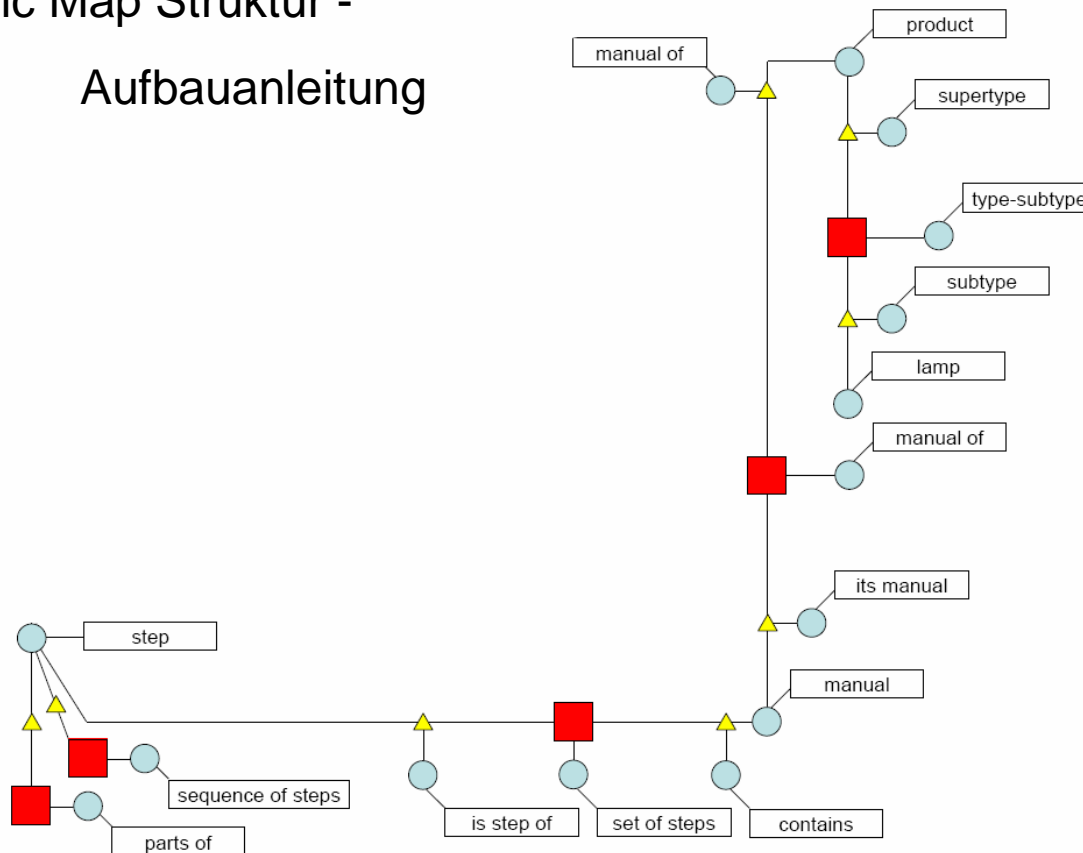 ic Map Struktur -
Aufbauanleitung
product
manual of
supertype
type-subtype
subtype
lamp
manual of
its manual
step
manual
sequence of steps
is step of
set of steps
contains
parts of